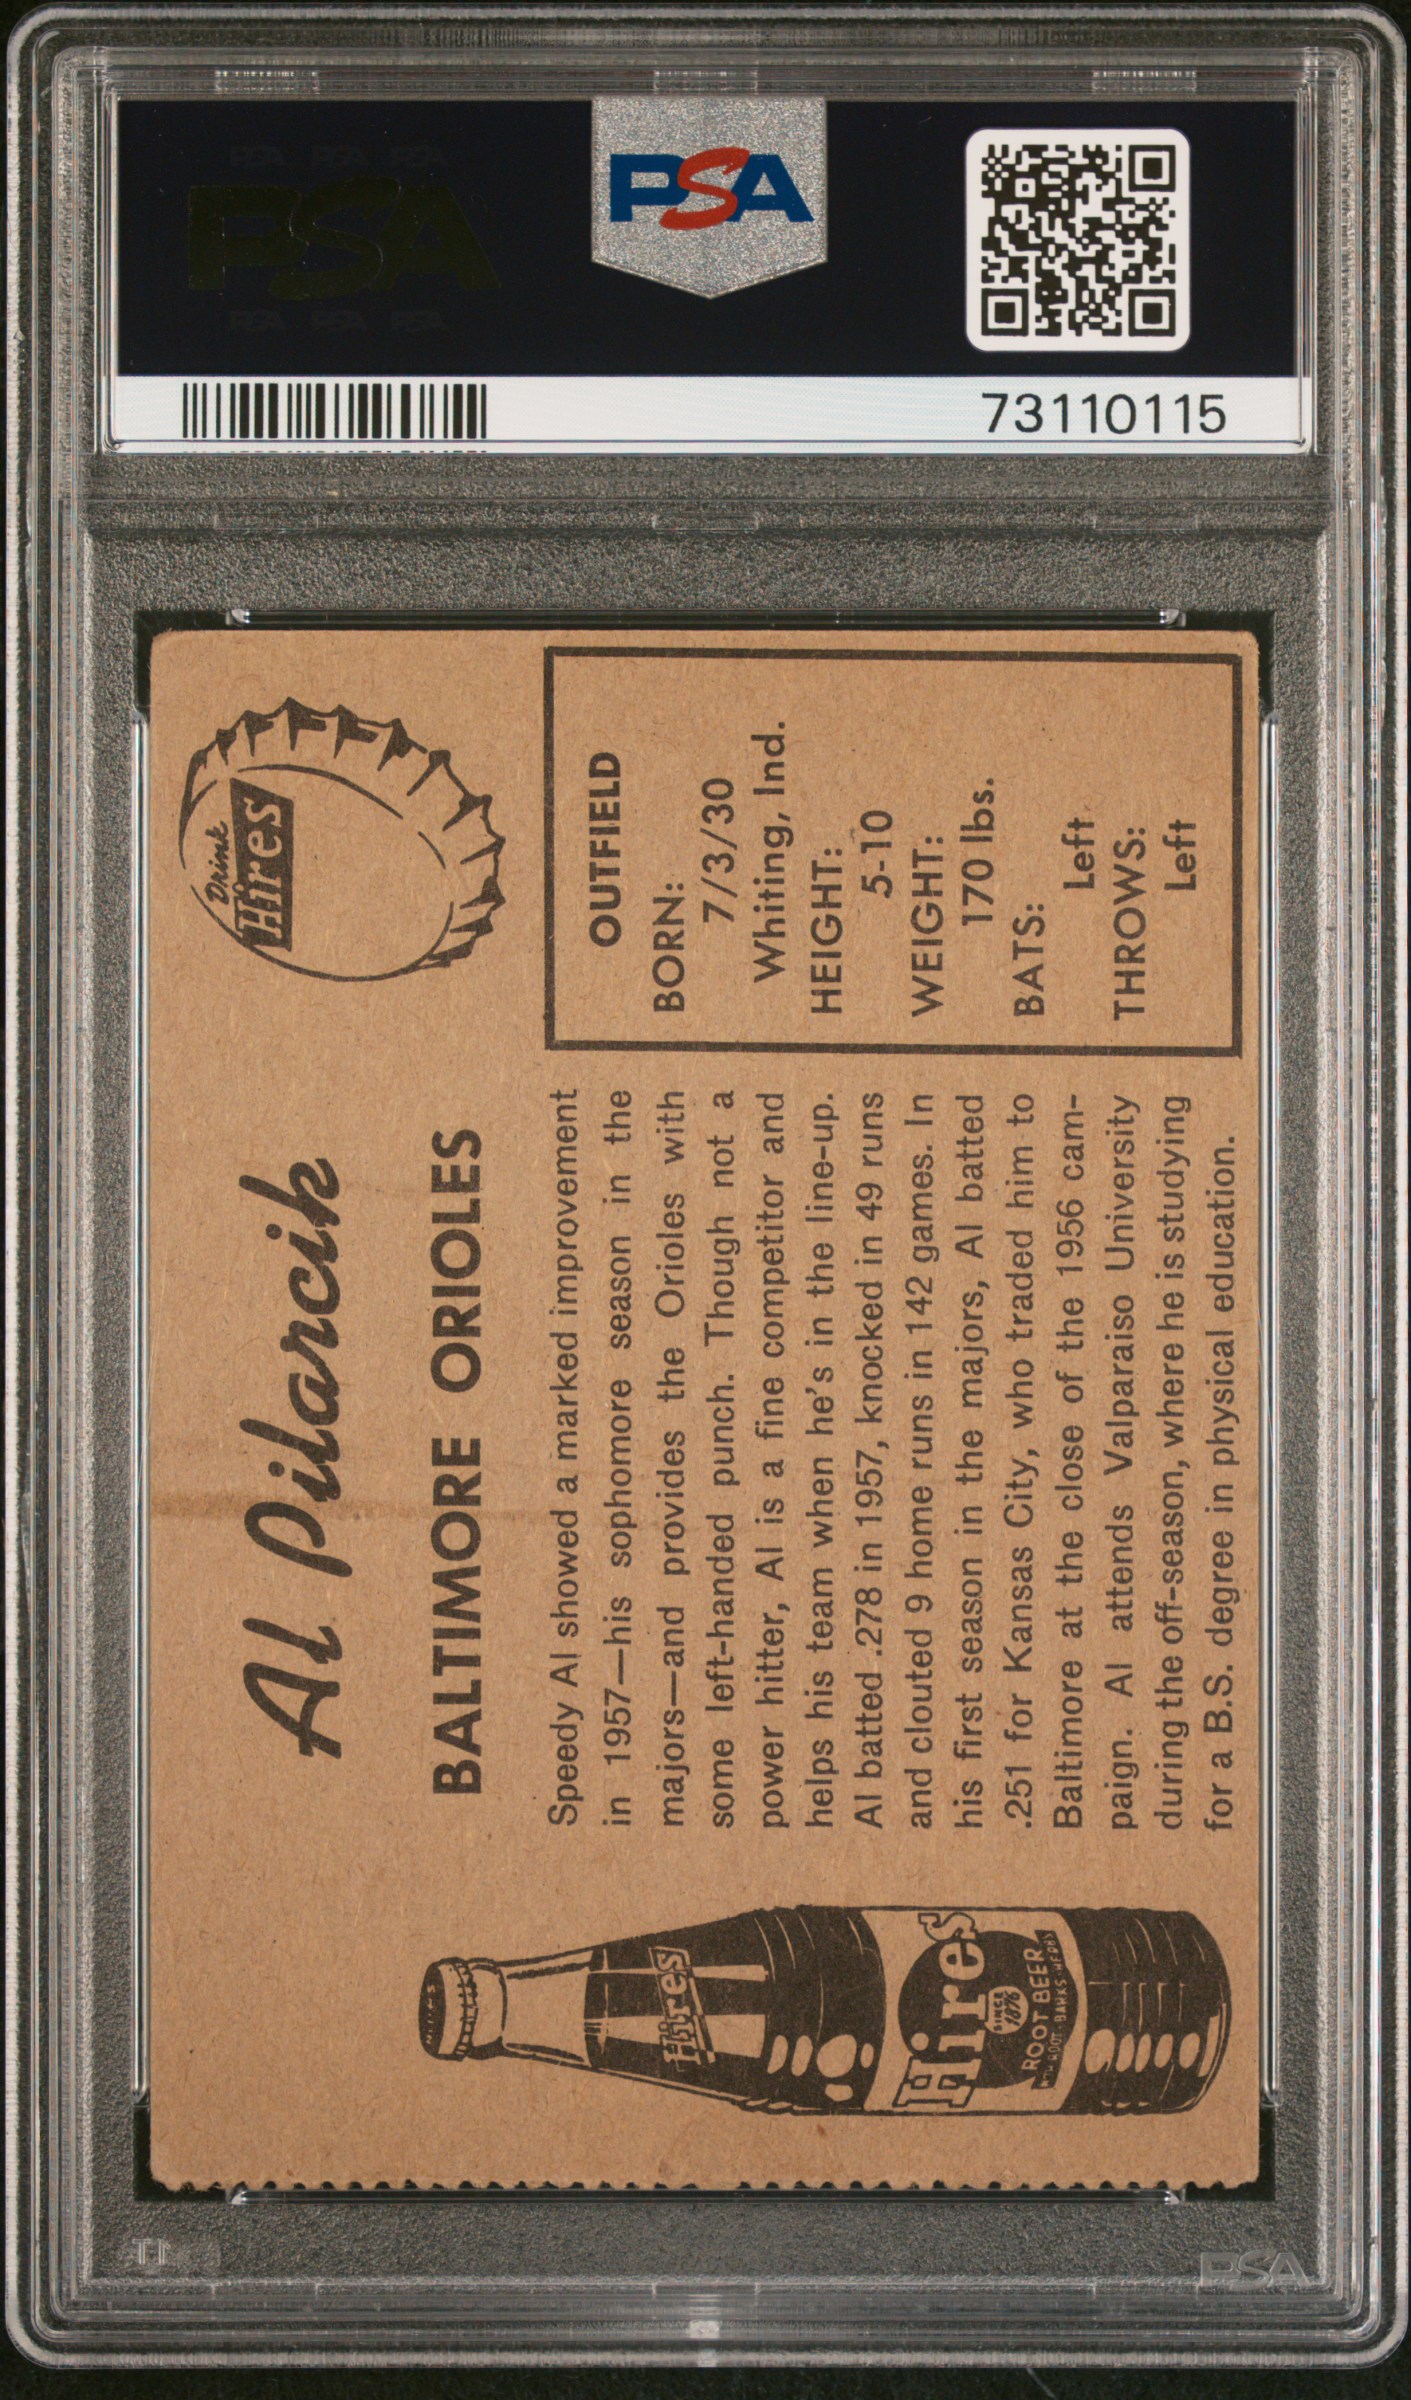 PSA
PSA
73110115
Drink
Hires
Al Pilarcik
BALTIMORE ORIOLES
Speedy Al showed a marked improvement
in 1957—his sophomore season in the
majors—and provides the Orioles with
some left-handed punch. Though not a
power hitter, Al is a fine competitor and
helps his team when he's in the line-up.
Al batted .278 in 1957, knocked in 49 runs
and clouted 9 home runs in 142 games. In
his first season in the majors, Al batted
.251 for Kansas City, who traded him to
Baltimore at the close of the 1956 cam-
paign. Al attends Valparaiso University
during the off-season, where he is studying
for a B.S. degree in physical education.
OUTFIELD
BORN:
7/3/30
Whiting, Ind.
HEIGHT:
5-10
WEIGHT:
170 lbs.
BATS:
Left
THROWS:
Left
Hires
Hires
SINCE
1876
ROOT BEER
PSA